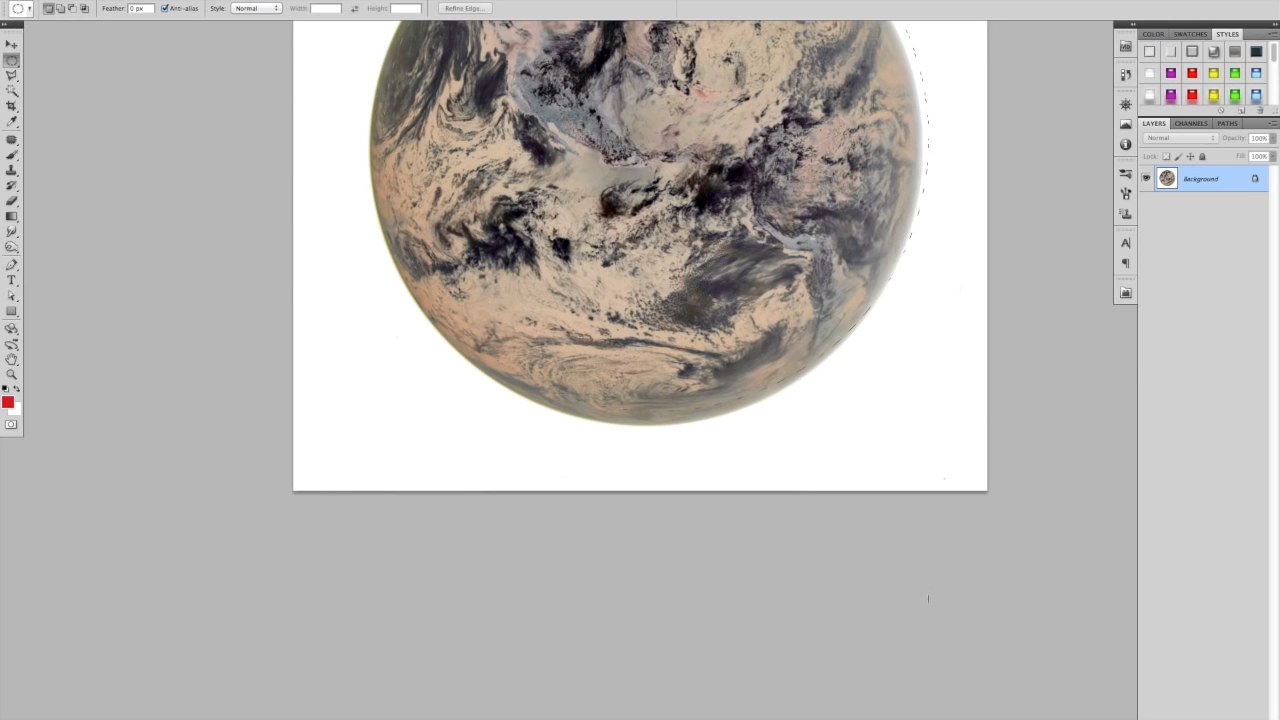 Feather: 0 px Anti-alias Style: Normal Width: Height: Refine Edge...
COLOR SWATCHES STYLES
LAYERS CHANNELS PATHS
Normal Opacity: 100%
Lock: Fill: 100%
Background